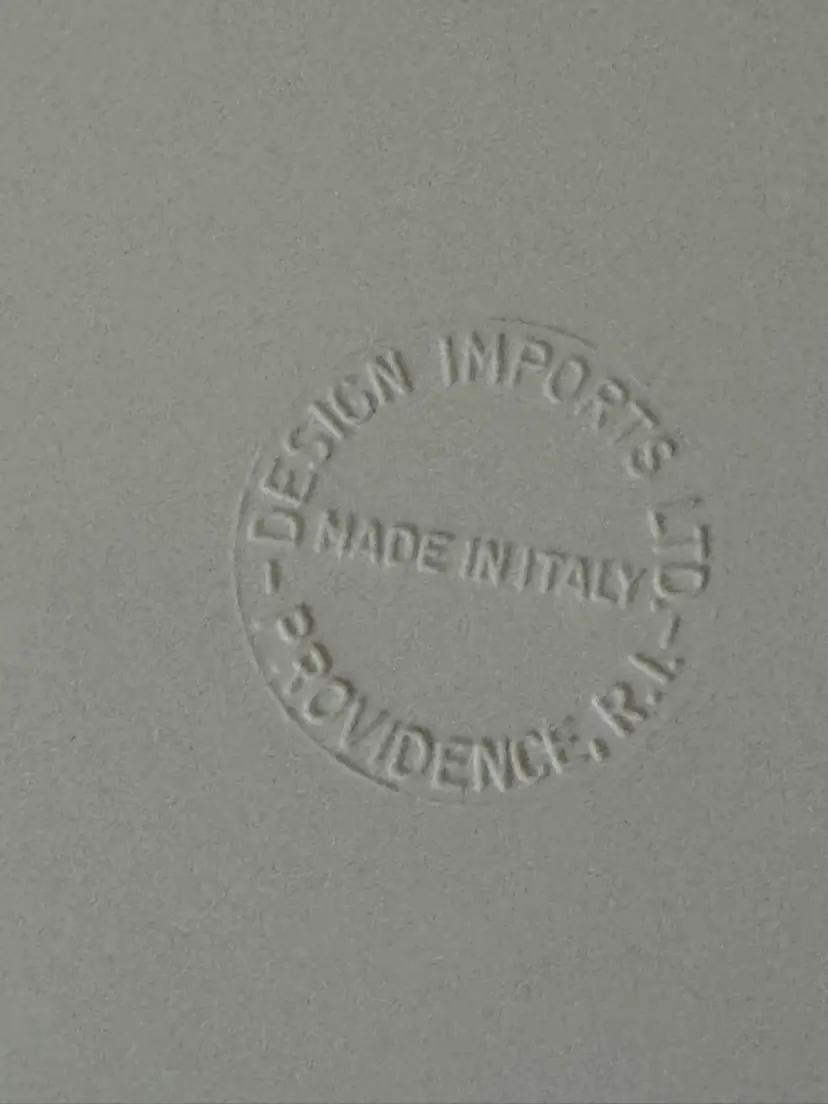 DESIGN IMPORTS LTD.
MADE IN ITALY
- PROVIDENCE, R.I. -